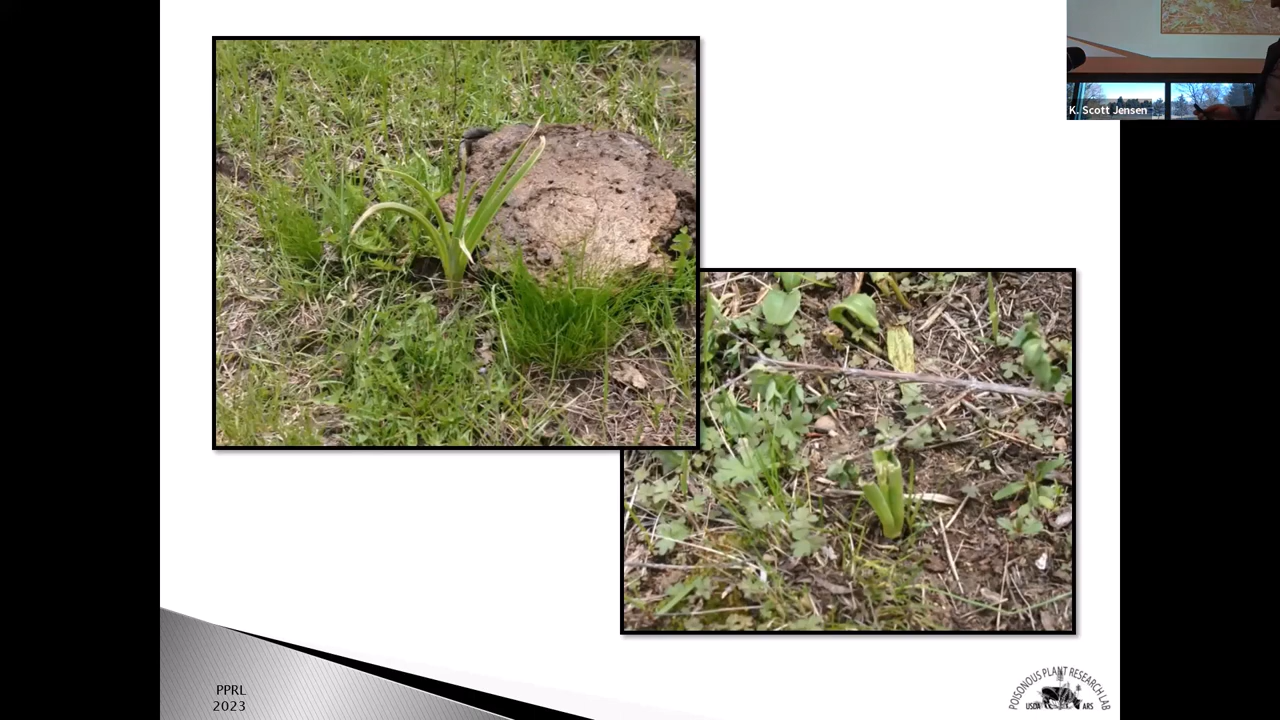 K. Scott Jensen
PPRL
2023
POISONOUS PLANT RESEARCH LAB
USDA
ARS